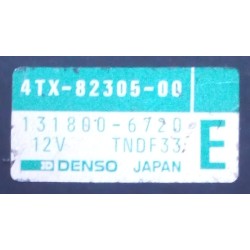 4TX-82305-00
131800-6720
12V TNDF33
E
DENSO JAPAN